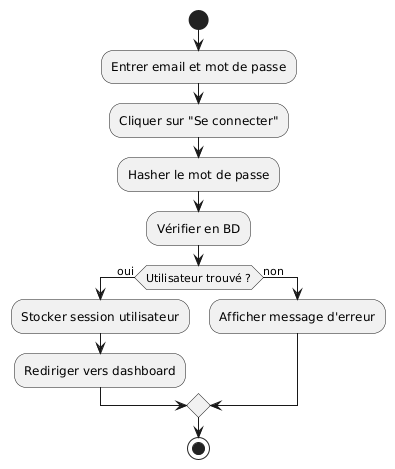 Entrer email et mot de passe
Cliquer sur "Se connecter"
Hasher le mot de passe
Vérifier en BD
oui
Utilisateur trouvé ?
non
Stocker session utilisateur
Afficher message d'erreur
Rediriger vers dashboard